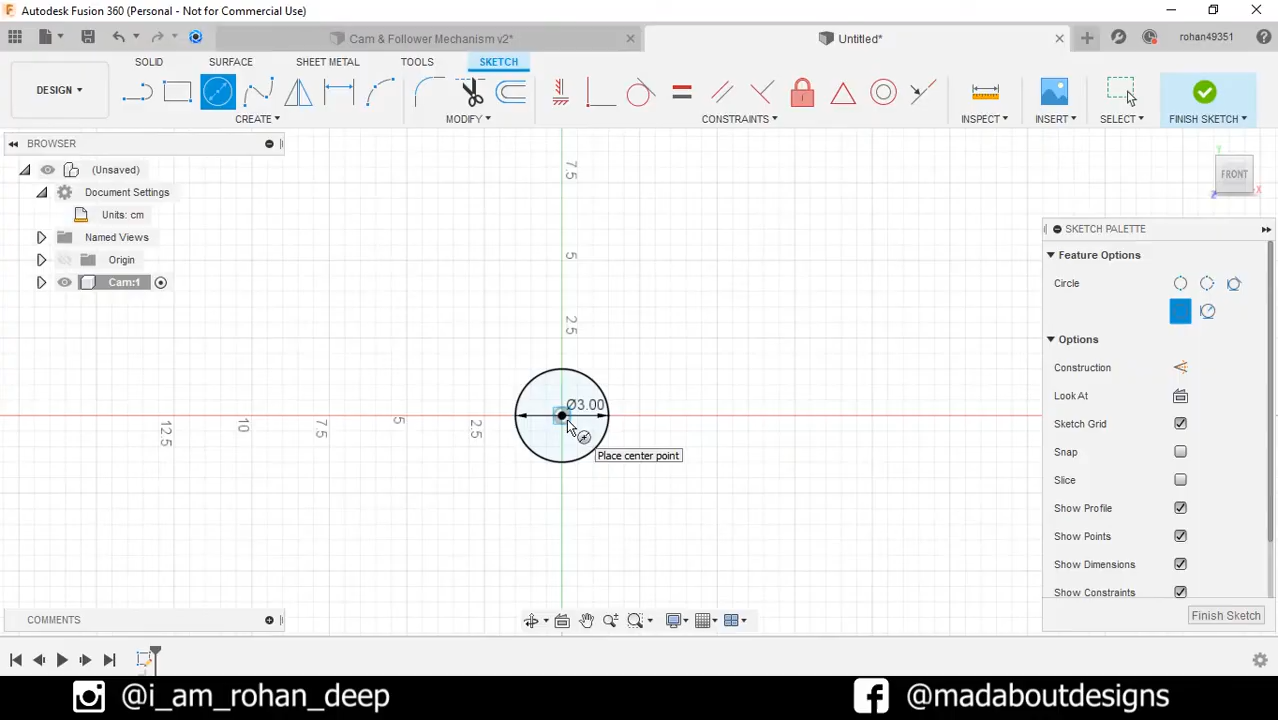 Autodesk Fusion 360 (Personal - Not for Commercial Use)
Cam & Follower Mechanism v2*
Untitled*
rohan49351
DESIGN
SOLID
SURFACE
SHEET METAL
TOOLS
SKETCH
CREATE
MODIFY
CONSTRAINTS
INSPECT
INSERT
SELECT
FINISH SKETCH
BROWSER
(Unsaved)
Document Settings
Units: cm
Named Views
Origin
Cam:1
7.5
5
2.5
12.5
10
7.5
5
2.5
Ø3.00
Place center point
Y
FRONT
Z
X
SKETCH PALETTE
Feature Options
Circle
Options
Construction
Look At
Sketch Grid
Snap
Slice
Show Profile
Show Points
Show Dimensions
Show Constraints
Finish Sketch
COMMENTS
@i_am_rohan_deep
@madaboutdesigns